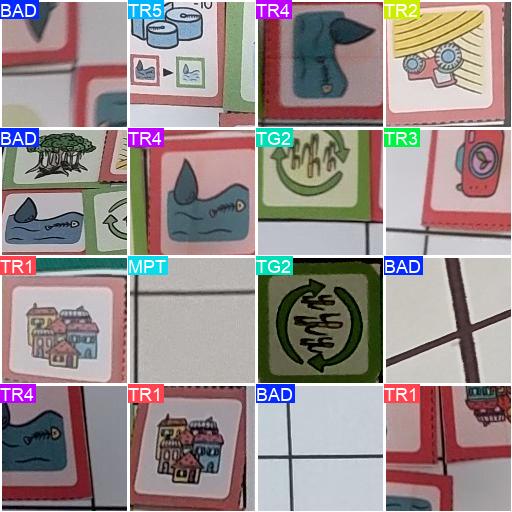 BAD TR5 TR4 TR2
-10
BAD TR4 TG2 TR3
TR1 MPT TG2 BAD
TR4 TR1 BAD TR1